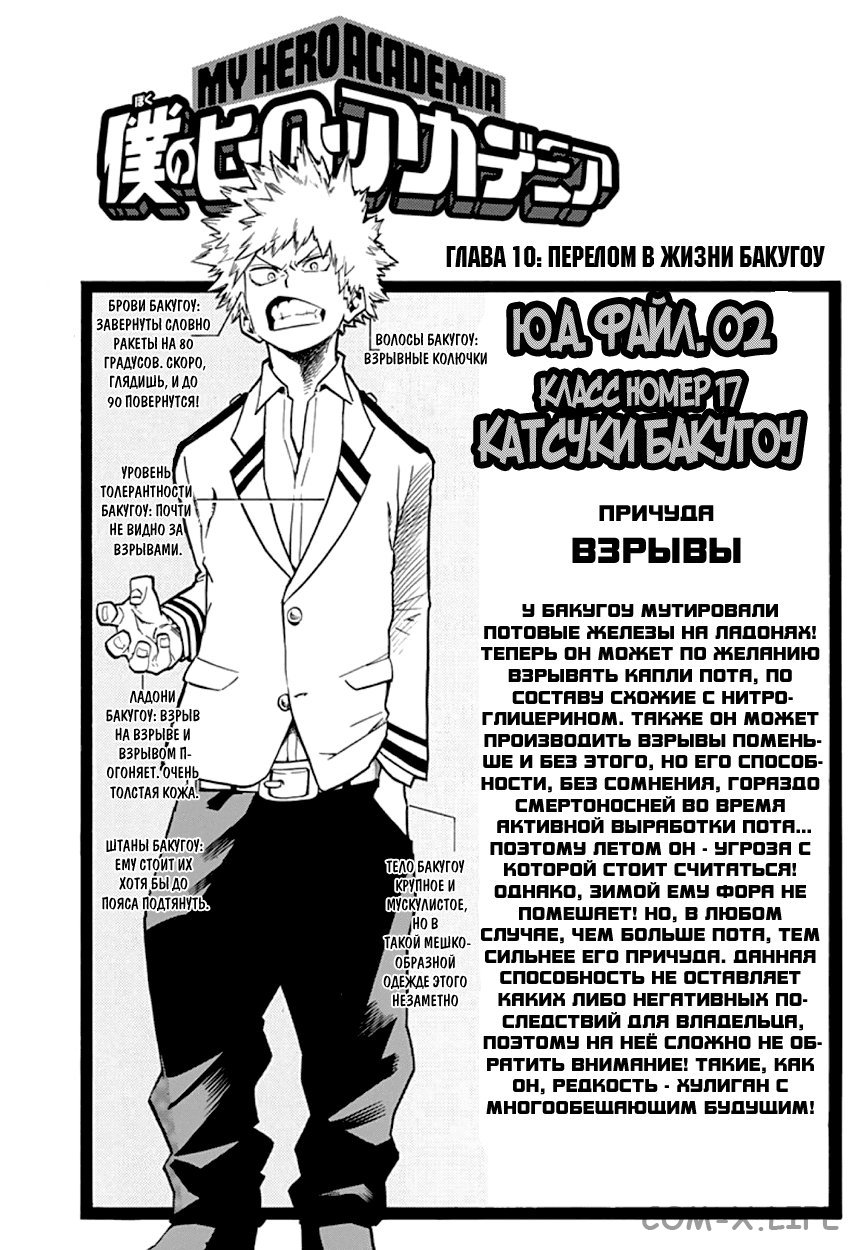 MY HERO ACADEMIA
ぼく
僕のヒーローアカデミア
ГЛАВА 10: ПЕРЕЛОМ В ЖИЗНИ БАКУГОУ
БРОВИ БАКУГОУ:
ЗАВЕРНУТЫ СЛОВНО
РАКЕТЫ НА 80
ГРАДУСОВ. СКОРО,
ГЛЯДИШЬ, И ДО
90 ПОВЕРНУТСЯ!
ВОЛОСЫ БАКУГОУ:
ВЗРЫВНЫЕ КОЛЮЧКИ
УРОВЕНЬ
ТОЛЕРАНТНОСТИ
БАКУГОУ: ПОЧТИ
НЕ ВИДНО ЗА
ВЗРЫВАМИ.
ЛАДОНИ
БАКУГОУ: ВЗРЫВ
НА ВЗРЫВЕ И
ВЗРЫВОМ П-
ОГОНЯЕТ. ОЧЕНЬ
ТОЛСТАЯ КОЖА.
ШТАНЫ БАКУГОУ:
ЕМУ СТОИТ ИХ
ХОТЯ БЫ ДО
ПОЯСА ПОДТЯНУТЬ.
ТЕЛО БАКУГОУ
КРУПНОЕ И
МУСКУЛИСТОЕ,
НО В
ТАКОЙ МЕШКО-
ОБРАЗНОЙ
ОДЕЖДЕ ЭТОГО
НЕЗАМЕТНО
Ю.Д. ФАЙЛ. 02
КЛАСС НОМЕР 17
КАТСУКИ БАКУГОУ
ПРИЧУДА
ВЗРЫВЫ
У БАКУГОУ МУТИРОВАЛИ
ПОТОВЫЕ ЖЕЛЕЗЫ НА ЛАДОНЯХ!
ТЕПЕРЬ ОН МОЖЕТ ПО ЖЕЛАНИЮ
ВЗРЫВАТЬ КАПЛИ ПОТА, ПО
СОСТАВУ СХОЖИЕ С НИТРО-
ГЛИЦЕРИНОМ. ТАКЖЕ ОН МОЖЕТ
ПРОИЗВОДИТЬ ВЗРЫВЫ ПОМЕНЬ-
ШЕ И БЕЗ ЭТОГО, НО ЕГО СПОСОБ-
НОСТИ, БЕЗ СОМНЕНИЯ, ГОРАЗДО
СМЕРТОНОСНЕЙ ВО ВРЕМЯ
АКТИВНОЙ ВЫРАБОТКИ ПОТА...
ПОЭТОМУ ЛЕТОМ ОН - УГРОЗА С
КОТОРОЙ СТОИТ СЧИТАТЬСЯ!
ОДНАКО, ЗИМОЙ ЕМУ ФОРА НЕ
ПОМЕШАЕТ! НО, В ЛЮБОМ
СЛУЧАЕ, ЧЕМ БОЛЬШЕ ПОТА, ТЕМ
СИЛЬНЕЕ ЕГО ПРИЧУДА. ДАННАЯ
СПОСОБНОСТЬ НЕ ОСТАВЛЯЕТ
КАКИХ ЛИБО НЕГАТИВНЫХ ПО-
СЛЕДСТВИЙ ДЛЯ ВЛАДЕЛЬЦА,
ПОЭТОМУ НА НЕЁ СЛОЖНО НЕ ОБ-
РАТИТЬ ВНИМАНИЕ! ТАКИЕ, КАК
ОН, РЕДКОСТЬ - ХУЛИГАН С
МНОГООБЕЩАЮЩИМ БУДУЩИМ!
COM-X.LIFE